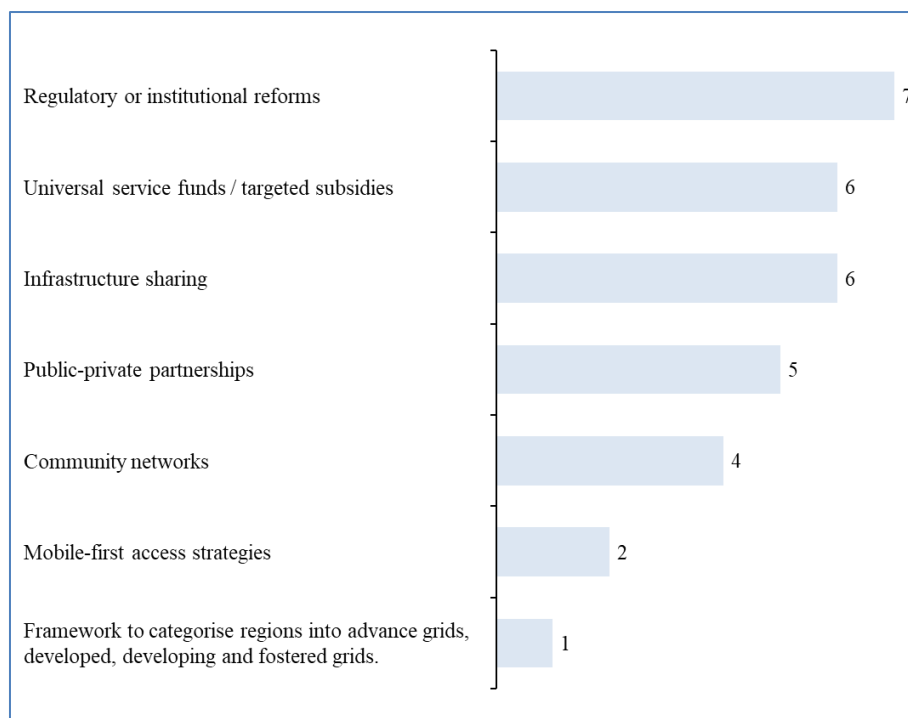 Regulatory or institutional reforms
7
Universal service funds / targeted subsidies
6
Infrastructure sharing
6
Public-private partnerships
5
Community networks
4
Mobile-first access strategies
2
Framework to categorise regions into advance grids,
developed, developing and fostered grids.
1